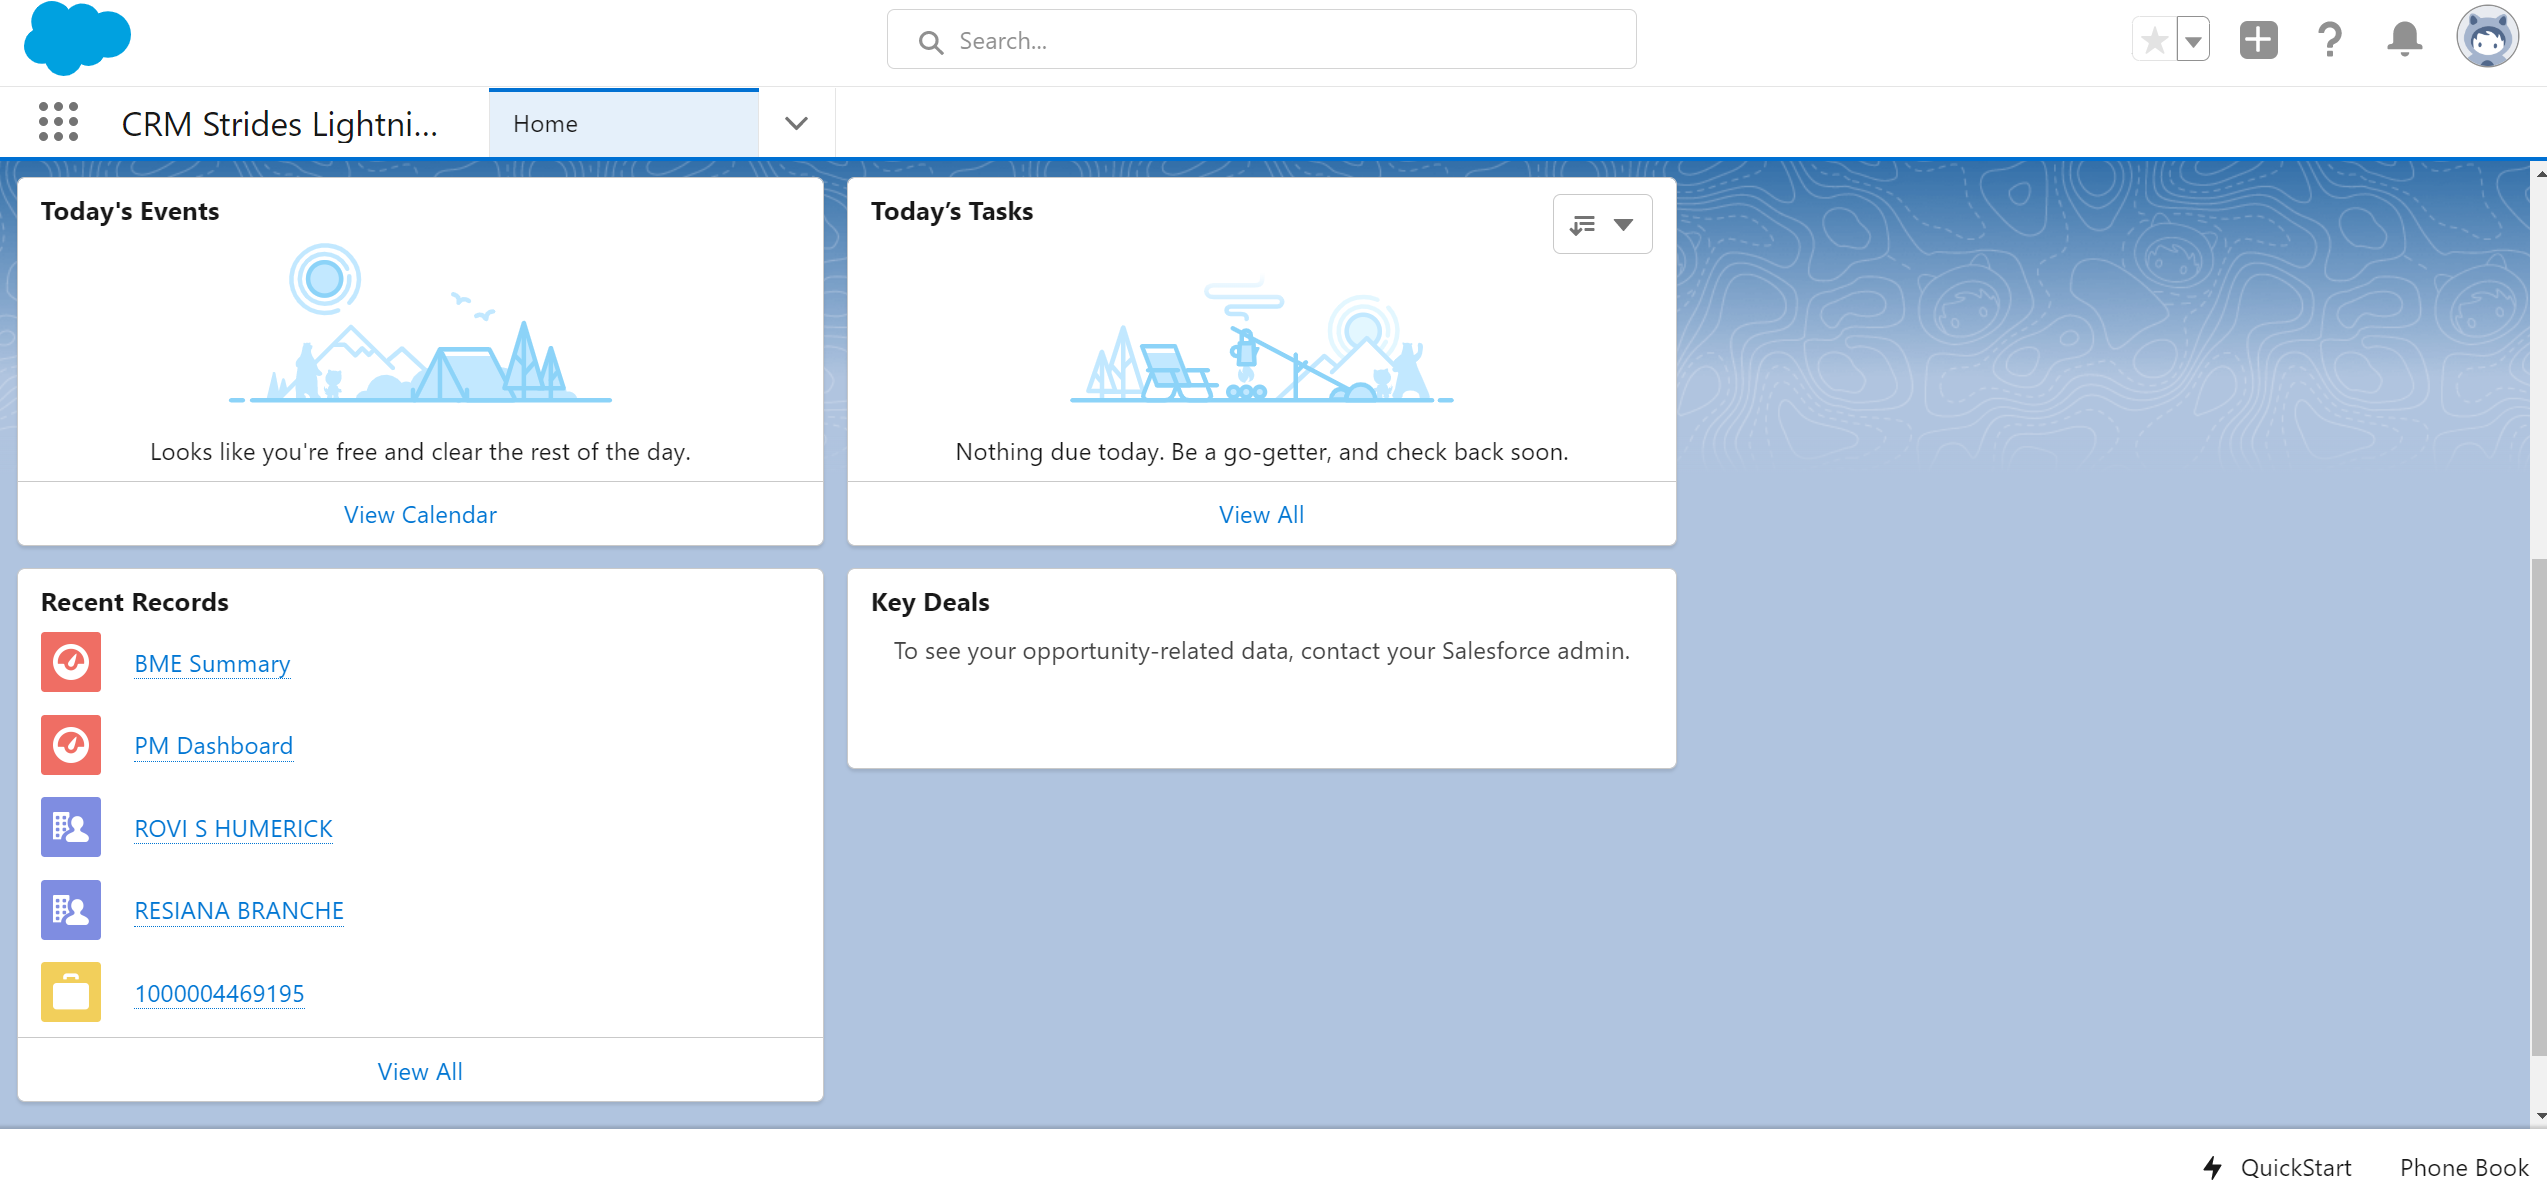 Search...
CRM Strides Lightni...
Home
Today's Events
Looks like you're free and clear the rest of the day.
View Calendar
Today’s Tasks
Nothing due today. Be a go-getter, and check back soon.
View All
Recent Records
BME Summary
PM Dashboard
ROVI S HUMERICK
RESIANA BRANCHE
1000004469195
View All
Key Deals
To see your opportunity-related data, contact your Salesforce admin.
QuickStart
Phone Book